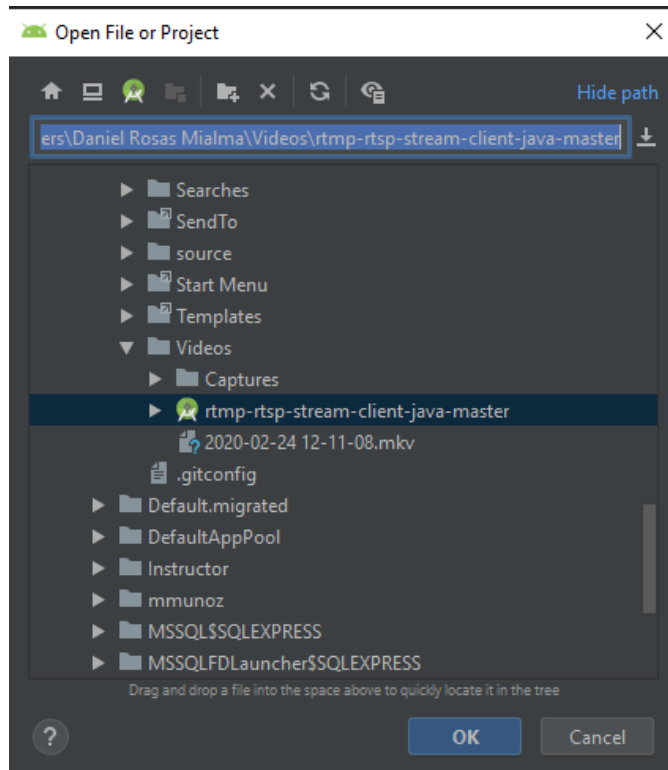 Open File or Project
Hide path
ers\Daniel Rosas Mialma\Videos\rtmp-rtsp-stream-client-java-master
Searches
SendTo
source
Start Menu
Templates
Videos
Captures
rtmp-rtsp-stream-client-java-master
2020-02-24 12-11-08.mkv
.gitconfig
Default.migrated
DefaultAppPool
Instructor
mmunoz
MSSQL$SQLEXPRESS
MSSQLFDLauncher$SQLEXPRESS
Drag and drop a file into the space above to quickly locate it in the tree
? OK Cancel